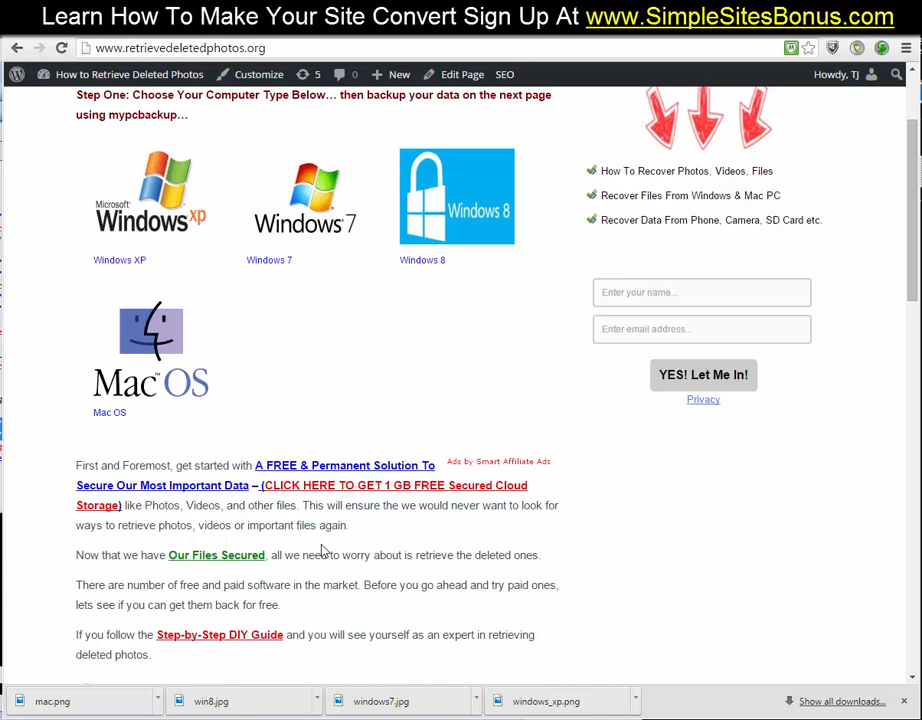 Learn How To Make Your Site Convert Sign Up At www.SimpleSitesBonus.com
www.retrievedeletedphotos.org
How to Retrieve Deleted Photos Customize 5 0 New Edit Page SEO Howdy, TJ
Step One: Choose Your Computer Type Below... then backup your data on the next page
using mypcbackup...
Microsoft
Windows xp
Windows 7
Windows 8
Windows XP
Windows 7
Windows 8
Mac™ OS
Mac OS
How To Recover Photos, Videos, Files
Recover Files From Windows & Mac PC
Recover Data From Phone, Camera, SD Card etc.
Enter your name...
Enter email address...
YES! Let Me In!
Privacy
First and Foremost, get started with A FREE & Permanent Solution To
Ads by Smart Affiliate Ads
Secure Our Most Important Data – (CLICK HERE TO GET 1 GB FREE Secured Cloud
Storage) like Photos, Videos, and other files. This will ensure the we would never want to look for
ways to retrieve photos, videos or important files again.
Now that we have Our Files Secured, all we need to worry about is retrieve the deleted ones.
There are number of free and paid software in the market. Before you go ahead and try paid ones,
lets see if you can get them back for free.
If you follow the Step-by-Step DIY Guide and you will see yourself as an expert in retrieving
deleted photos.
mac.png win8.jpg windows7.jpg windows_xp.png Show all downloads...